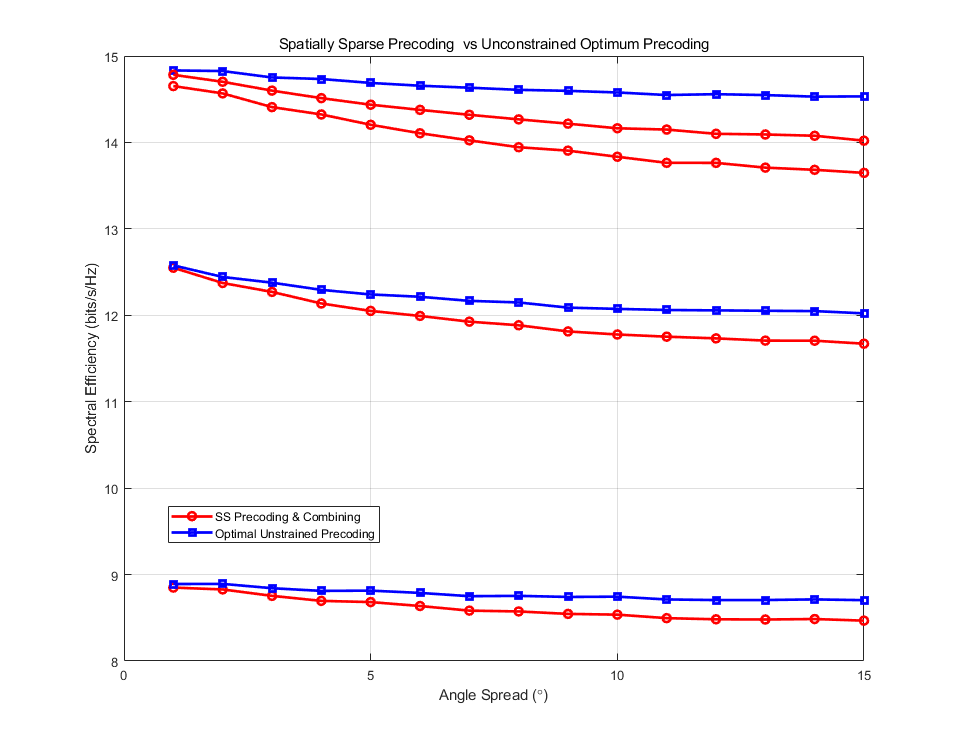 Spatially Sparse Precoding  vs Unconstrained Optimum Precoding
Spectral Efficiency (bits/s/Hz)
15
14
13
12
11
10
9
8
SS Precoding & Combining
Optimal Unstrained Precoding
0
5
10
15
Angle Spread (°)